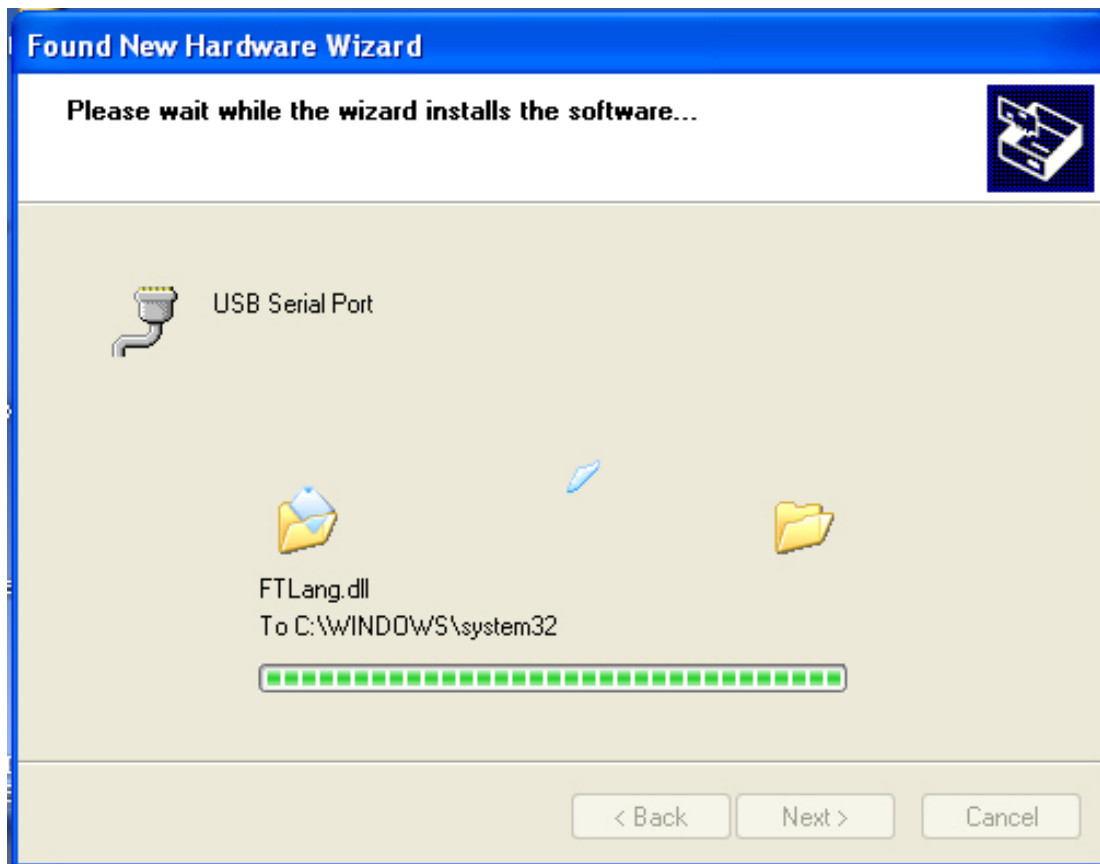 Found New Hardware Wizard
Please wait while the wizard installs the software...
USB Serial Port
FTLang.dll
To C:\WINDOWS\system32
< Back
Next >
Cancel